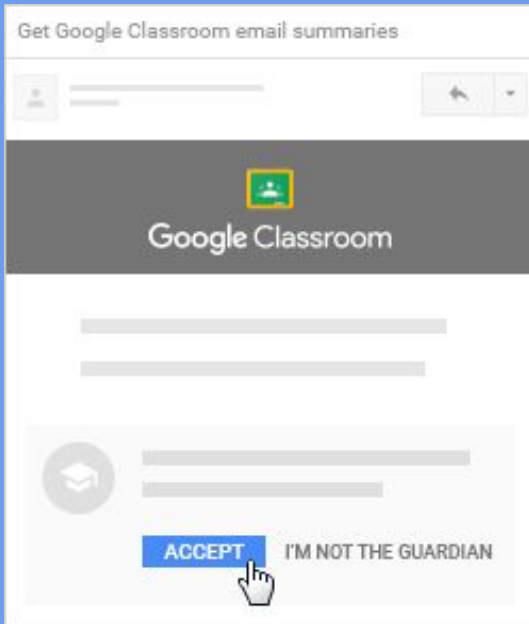 Get Google Classroom email summaries
Google Classroom
ACCEPT I'M NOT THE GUARDIAN